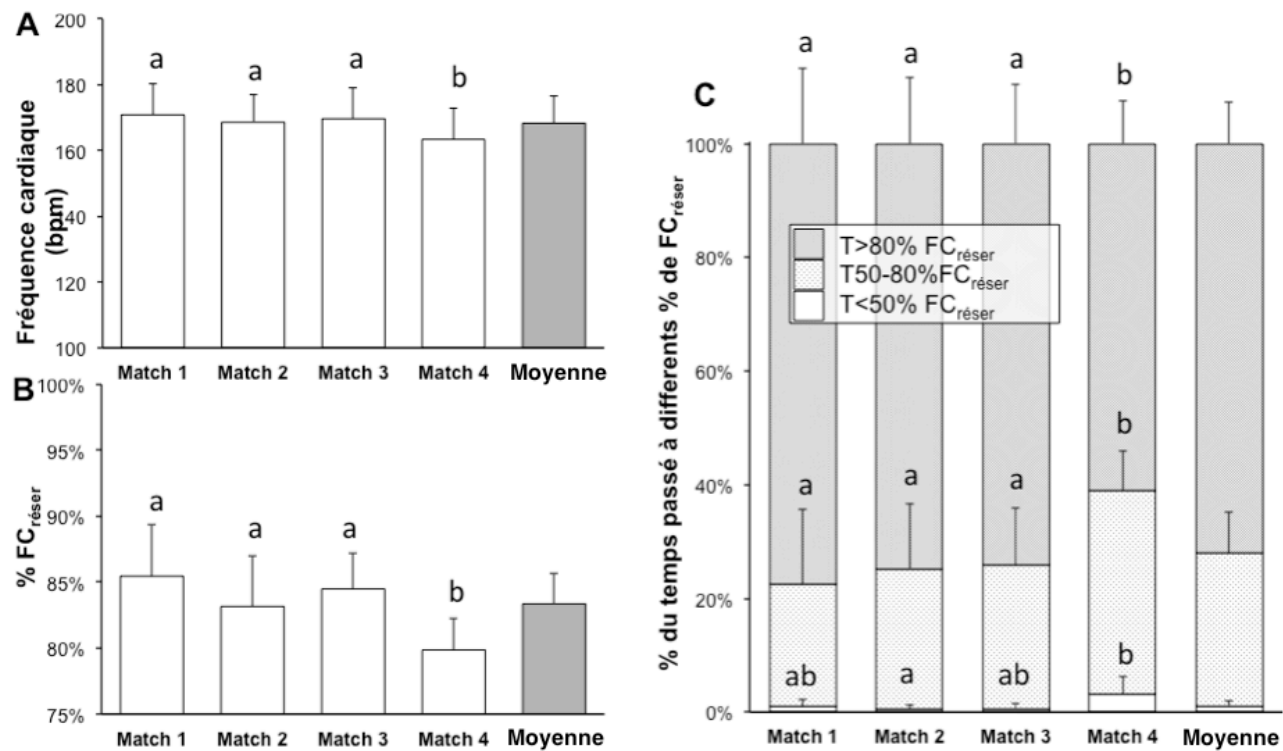 A
Fréquence cardiaque
(bpm)
200
180
160
140
120
100
a
a
a
b
Match 1 Match 2 Match 3 Match 4 Moyenne
B
% FCréser
100%
95%
90%
85%
80%
75%
a
a
a
b
Match 1 Match 2 Match 3 Match 4 Moyenne
C
% du temps passé à differents % de FCréser
100%
80%
60%
40%
20%
0%
a
a
a
b
T>80% FCréser
T50-80%FCréser
T<50% FCréser
a
a
a
b
ab
a
ab
b
Match 1 Match 2 Match 3 Match 4 Moyenne